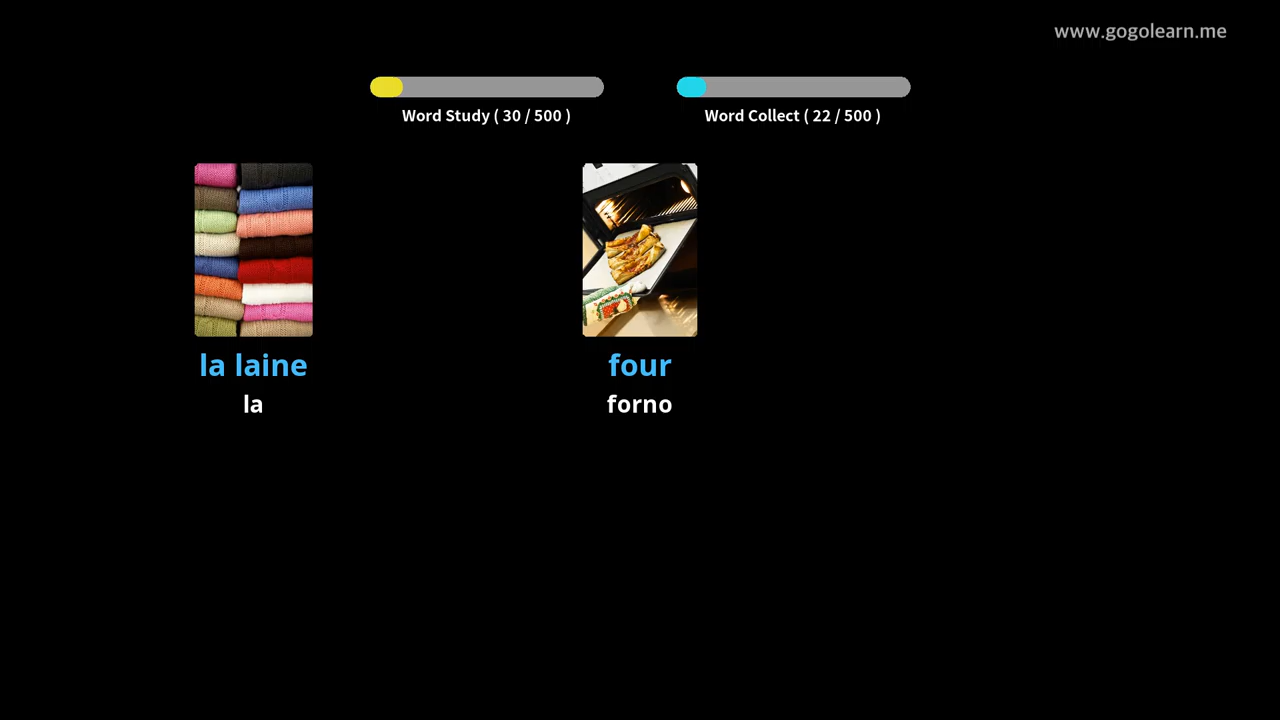 www.gogolearn.me
Word Study ( 30 / 500 )
Word Collect ( 22 / 500 )
la laine
la
four
forno